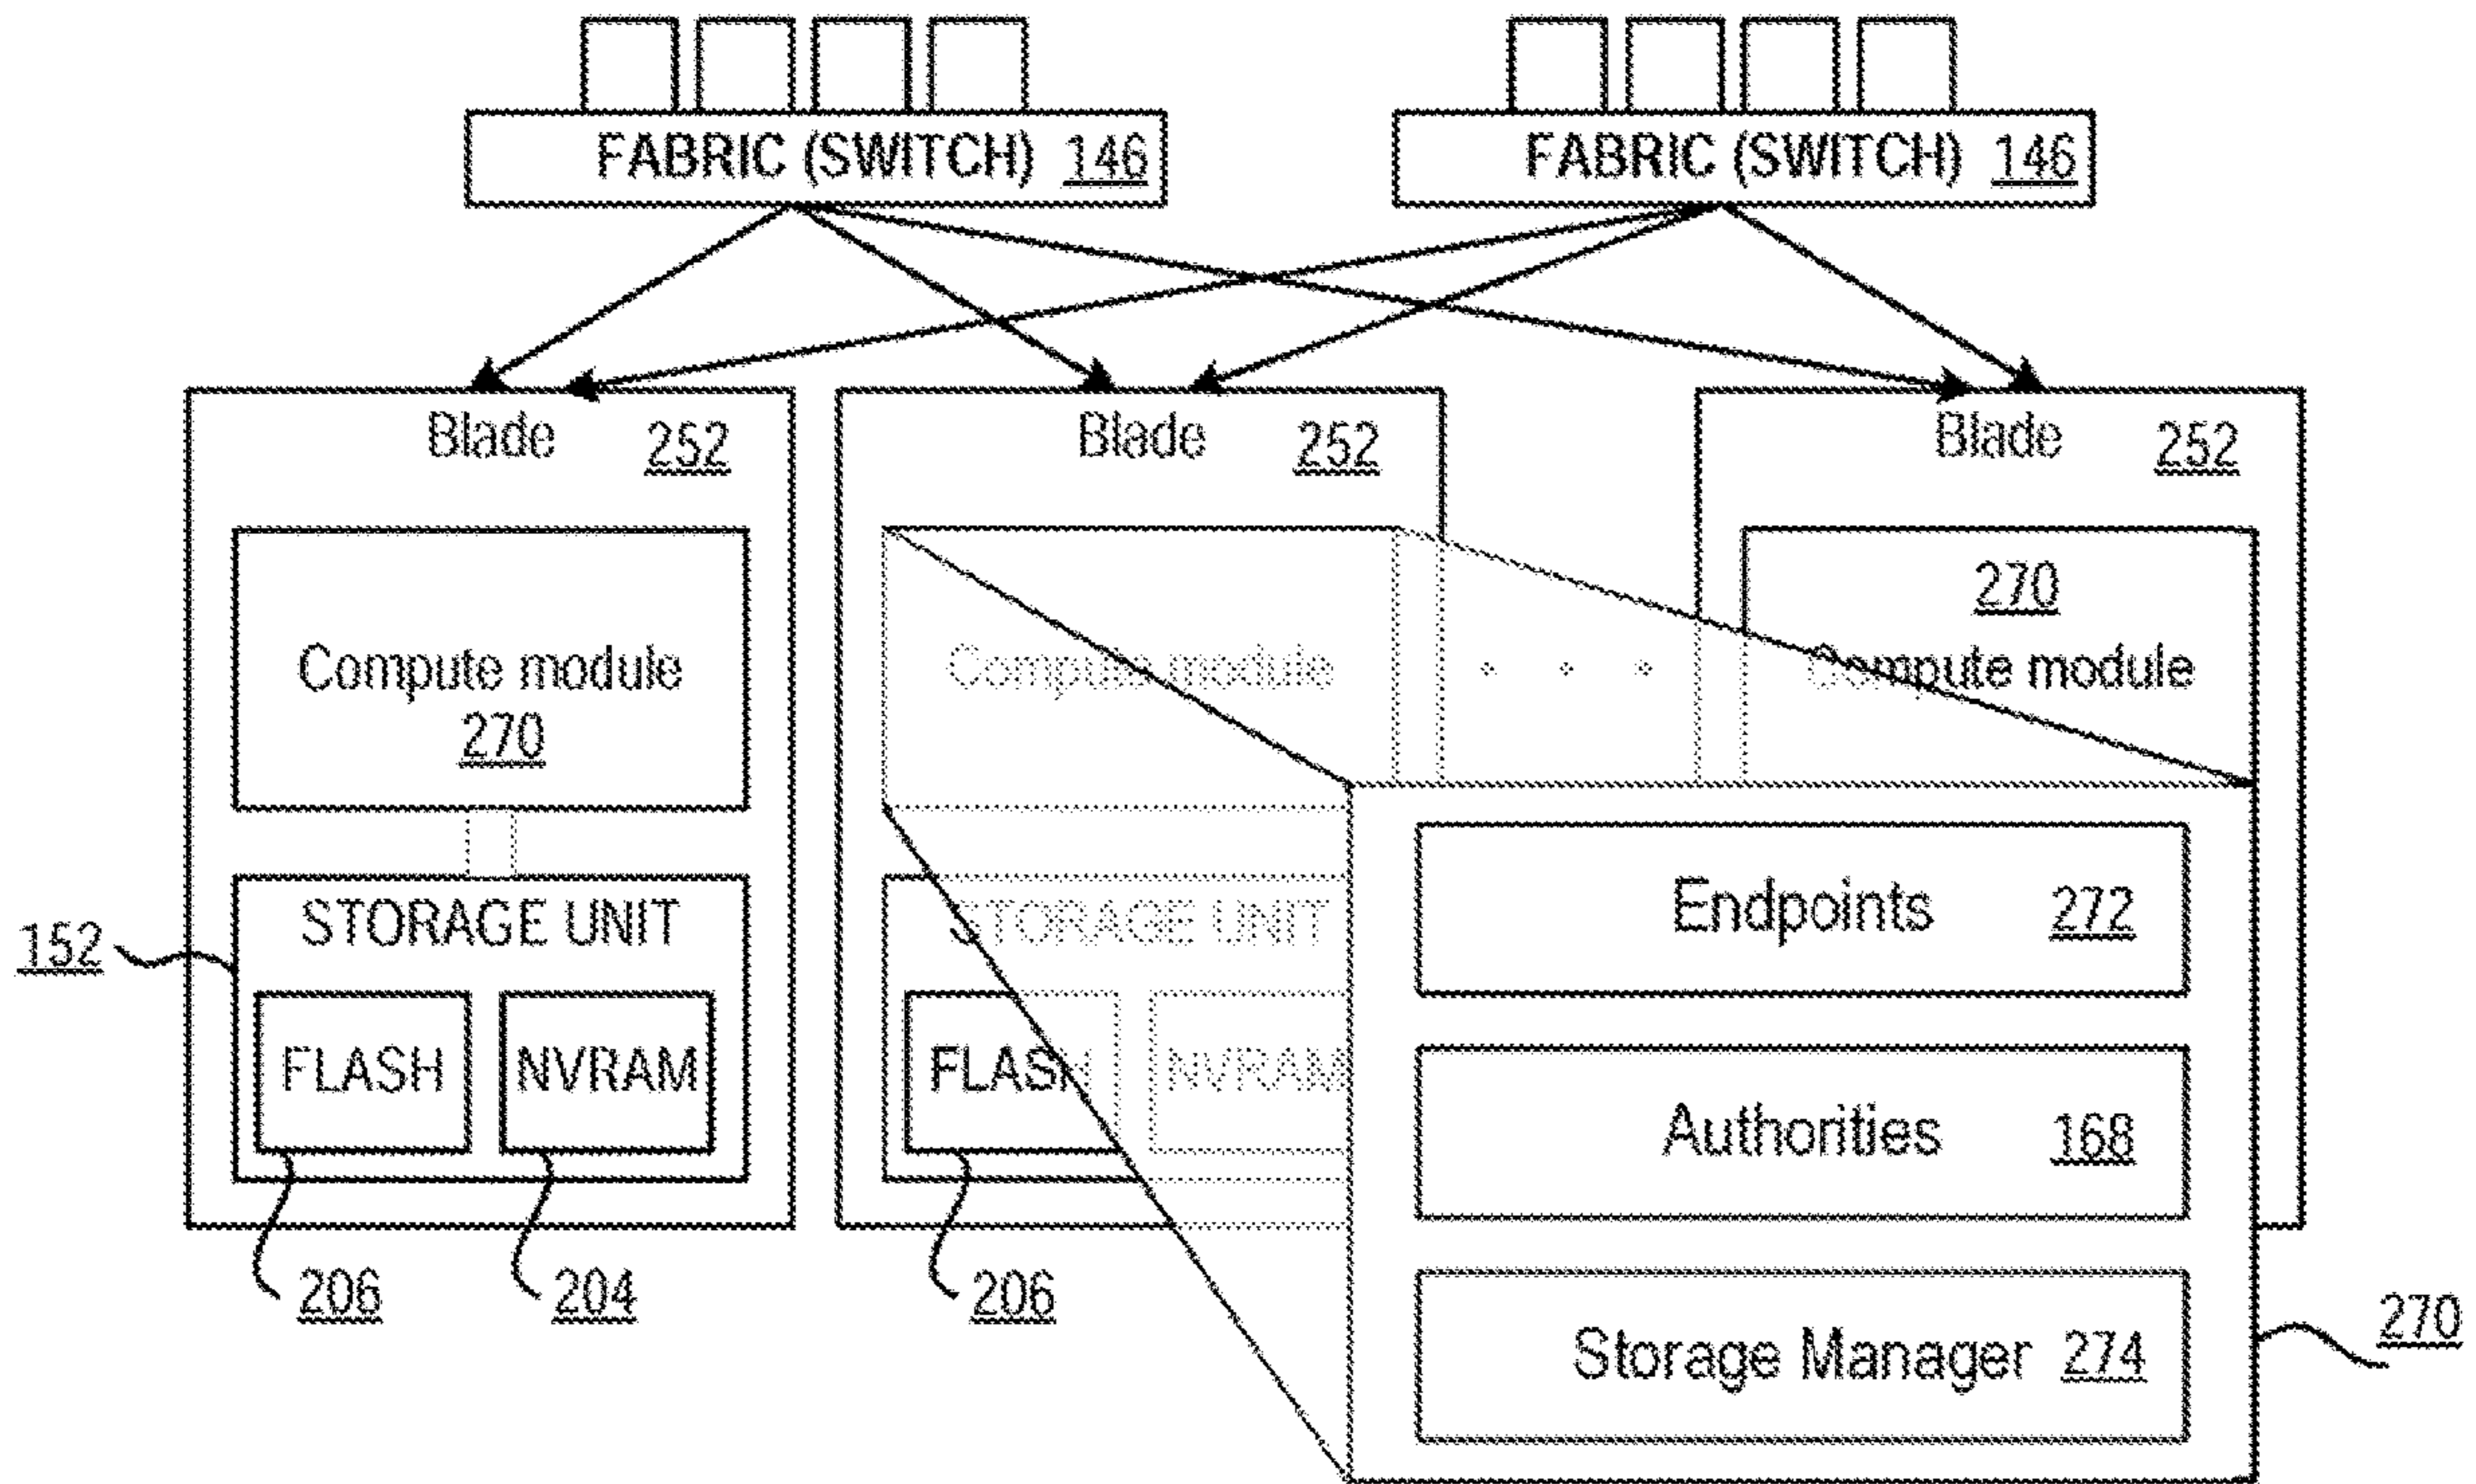 FABRIC (SWITCH) 146
FABRIC (SWITCH) 146
Blade 252
Blade 252
Blade 252
Compute module
270
Compute module
. . .
270
Compute module
152
STORAGE UNIT
FLASH
NVRAM
206
204
STORAGE UNIT
FLASH
NVRAM
206
Endpoints 272
Authorities 168
Storage Manager 274
270